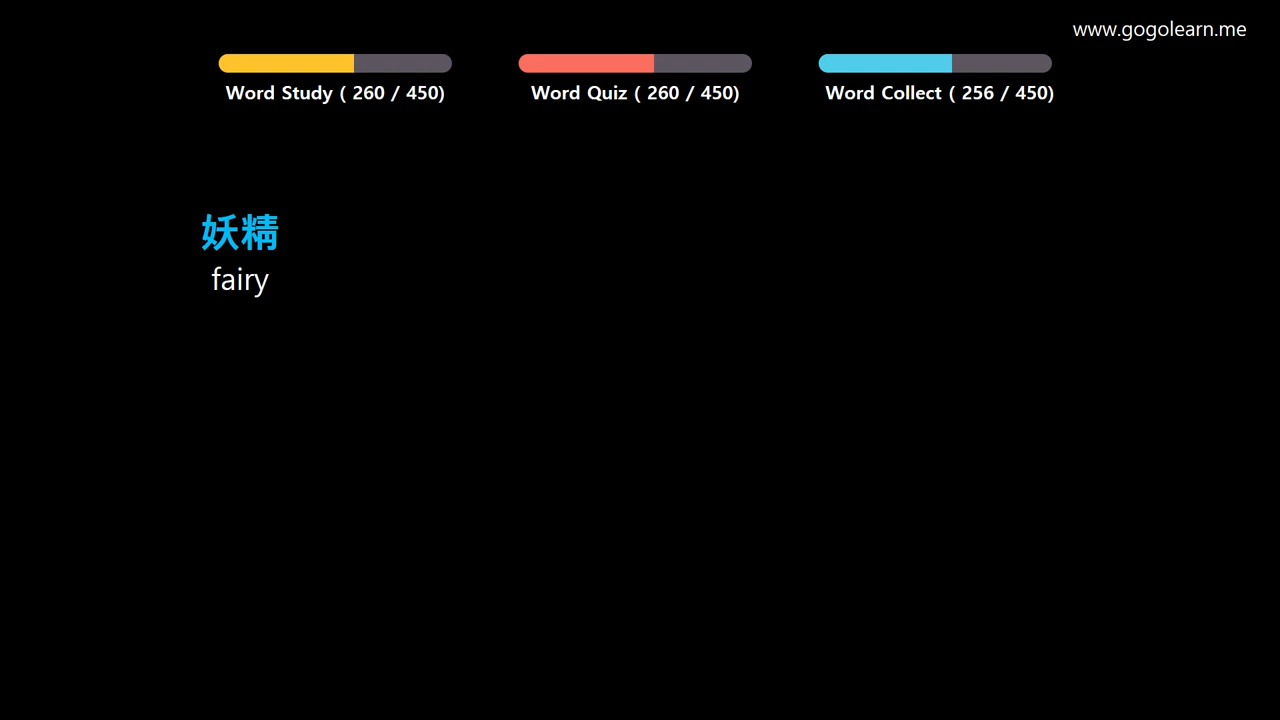 www.gogolearn.me
Word Study ( 260 / 450)
Word Quiz ( 260 / 450)
Word Collect ( 256 / 450)
妖精
fairy